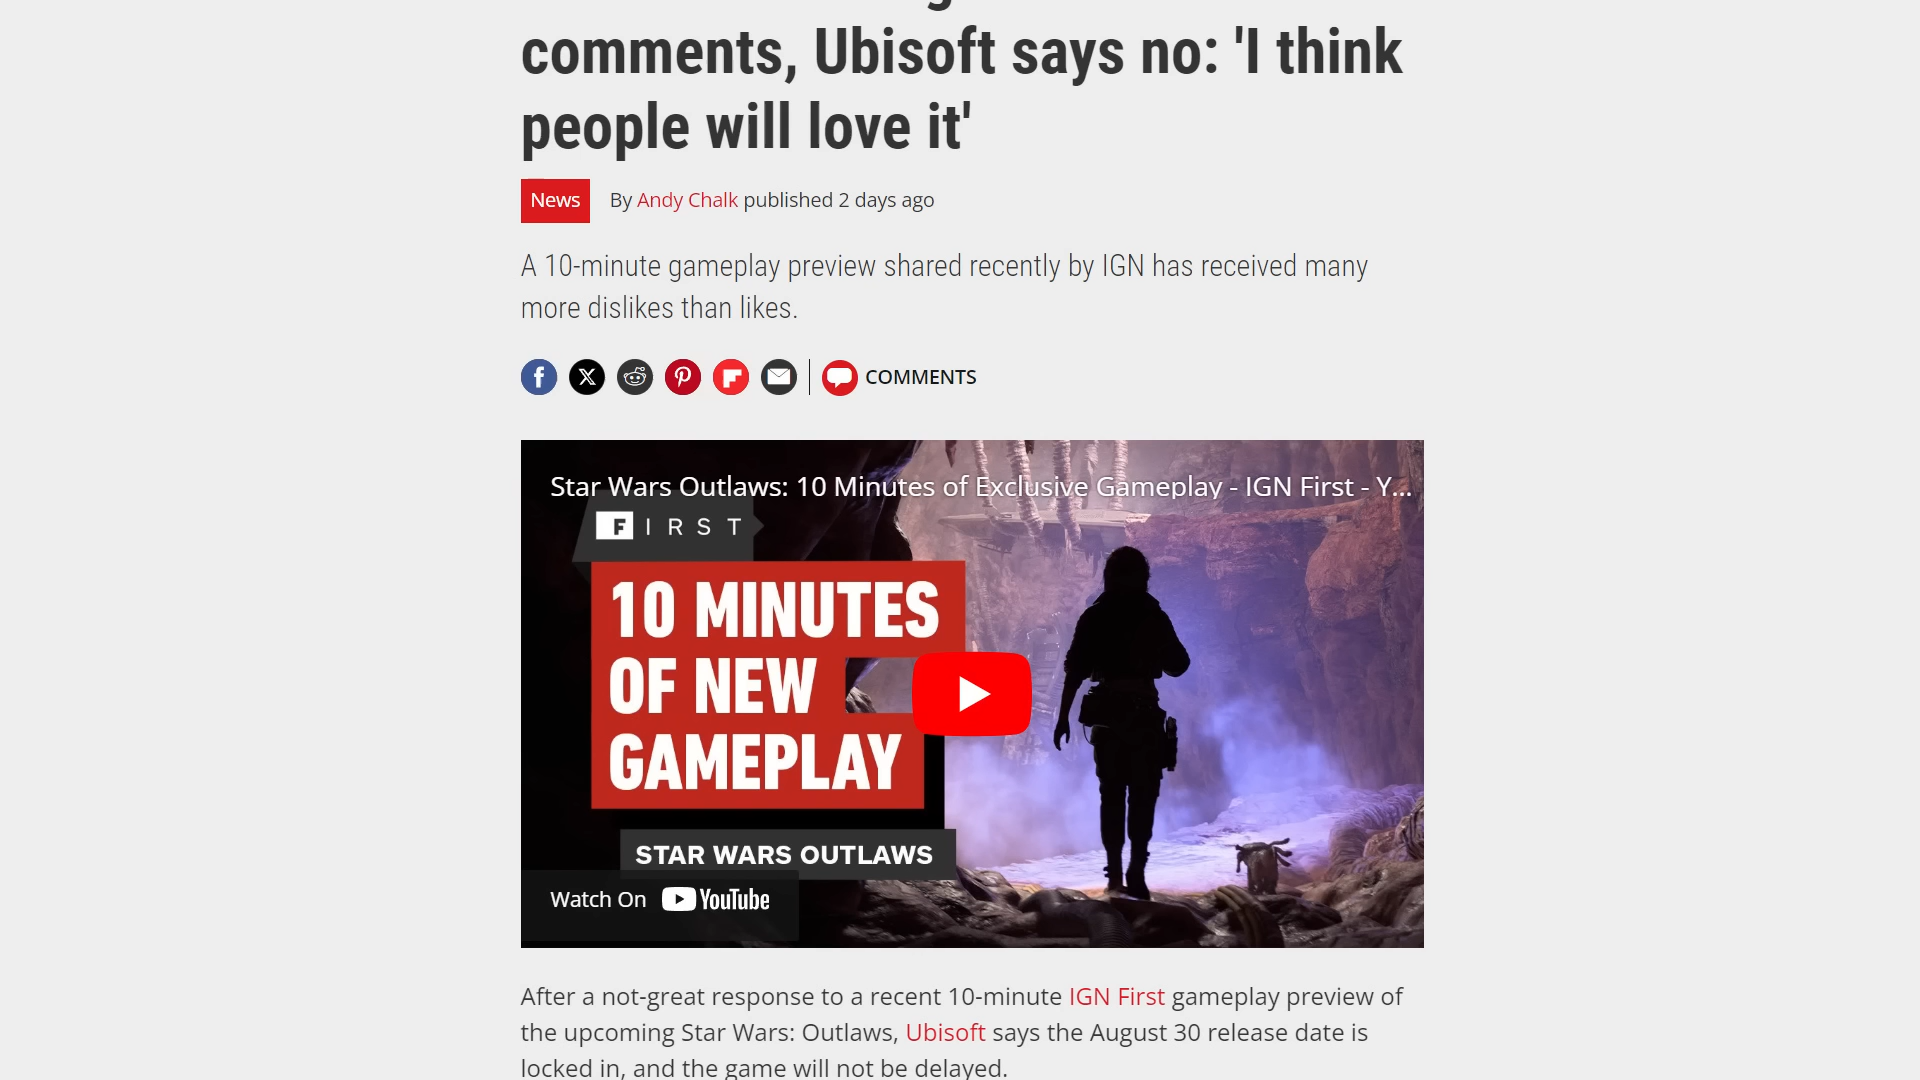 comments, Ubisoft says no: 'I think
people will love it'
News By Andy Chalk published 2 days ago
A 10-minute gameplay preview shared recently by IGN has received many
more dislikes than likes.
COMMENTS
Star Wars Outlaws: 10 Minutes of Exclusive Gameplay - IGN First - Y...
FIRST
10 MINUTES
OF NEW
GAMEPLAY
STAR WARS OUTLAWS
Watch On YouTube
After a not-great response to a recent 10-minute IGN First gameplay preview of
the upcoming Star Wars: Outlaws, Ubisoft says the August 30 release date is
locked in, and the game will not be delayed.